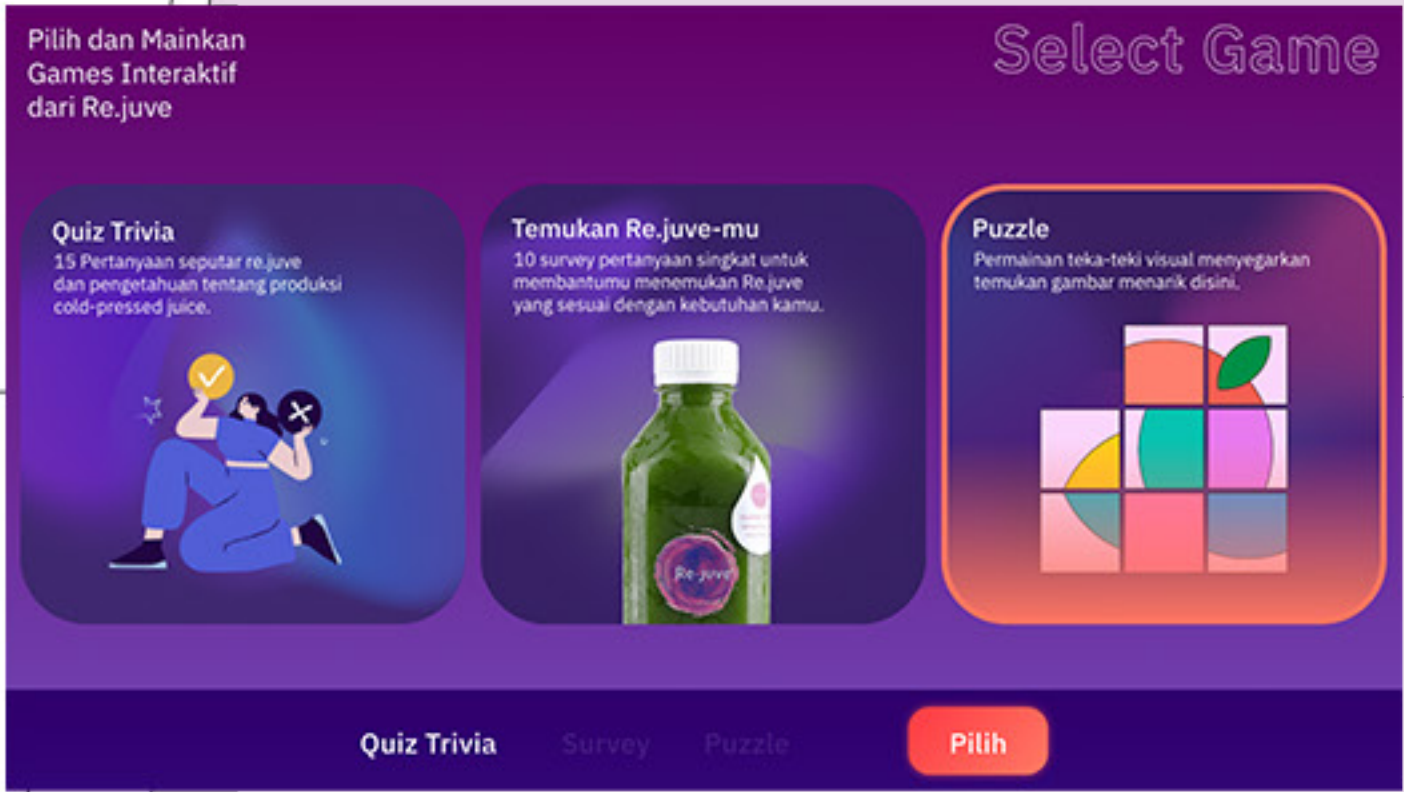 Pilih dan Mainkan
Games Interaktif
dari Re.juve
Select Game
Quiz Trivia
15 Pertanyaan seputar re.juve
dan pengetahuan tentang produksi
cold-pressed juice.
Temukan Re.juve-mu
10 survey pertanyaan singkat untuk
membantumu menemukan Re.juve
yang sesuai dengan kebutuhan kamu.
Re.juve
Puzzle
Permainan teka-teki visual menyegarkan
temukan gambar menarik disini.
Quiz Trivia
Survey
Puzzle
Pilih